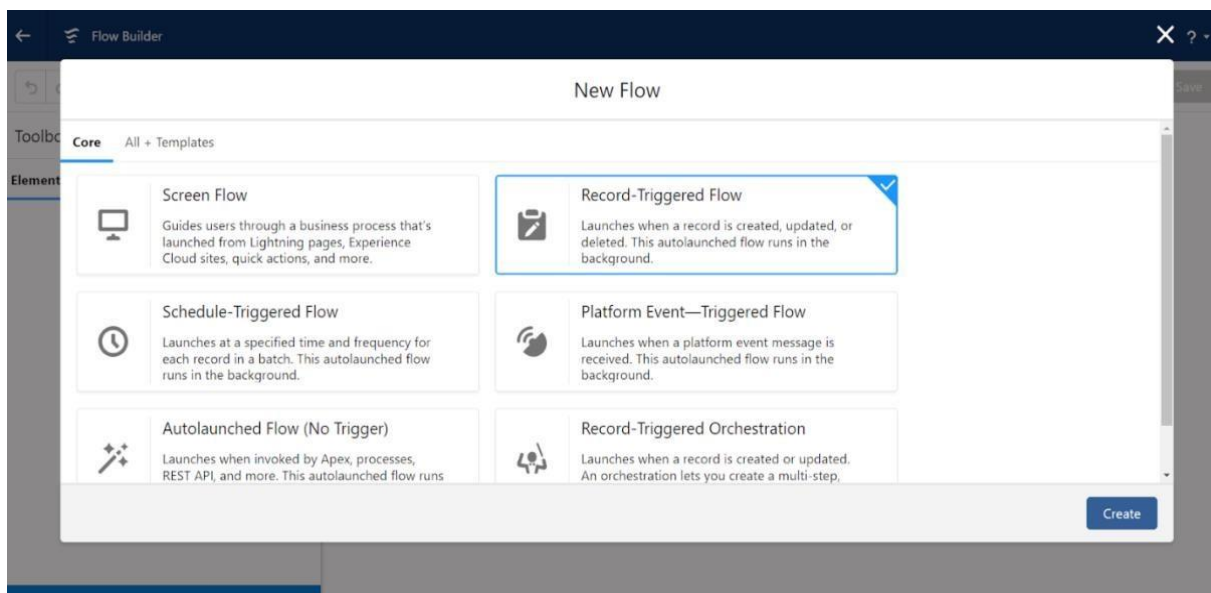 Flow Builder
?
New Flow
Save
Toolbo
Core All + Templates
Element
Screen Flow
Guides users through a business process that's
launched from Lightning pages, Experience
Cloud sites, quick actions, and more.
Record-Triggered Flow
Launches when a record is created, updated, or
deleted. This autolaunched flow runs in the
background.
Schedule-Triggered Flow
Launches at a specified time and frequency for
each record in a batch. This autolaunched flow
runs in the background.
Platform Event—Triggered Flow
Launches when a platform event message is
received. This autolaunched flow runs in the
background.
Autolaunched Flow (No Trigger)
Launches when invoked by Apex, processes,
REST API, and more. This autolaunched flow runs
Record-Triggered Orchestration
Launches when a record is created or updated.
An orchestration lets you create a multi-step,
Create